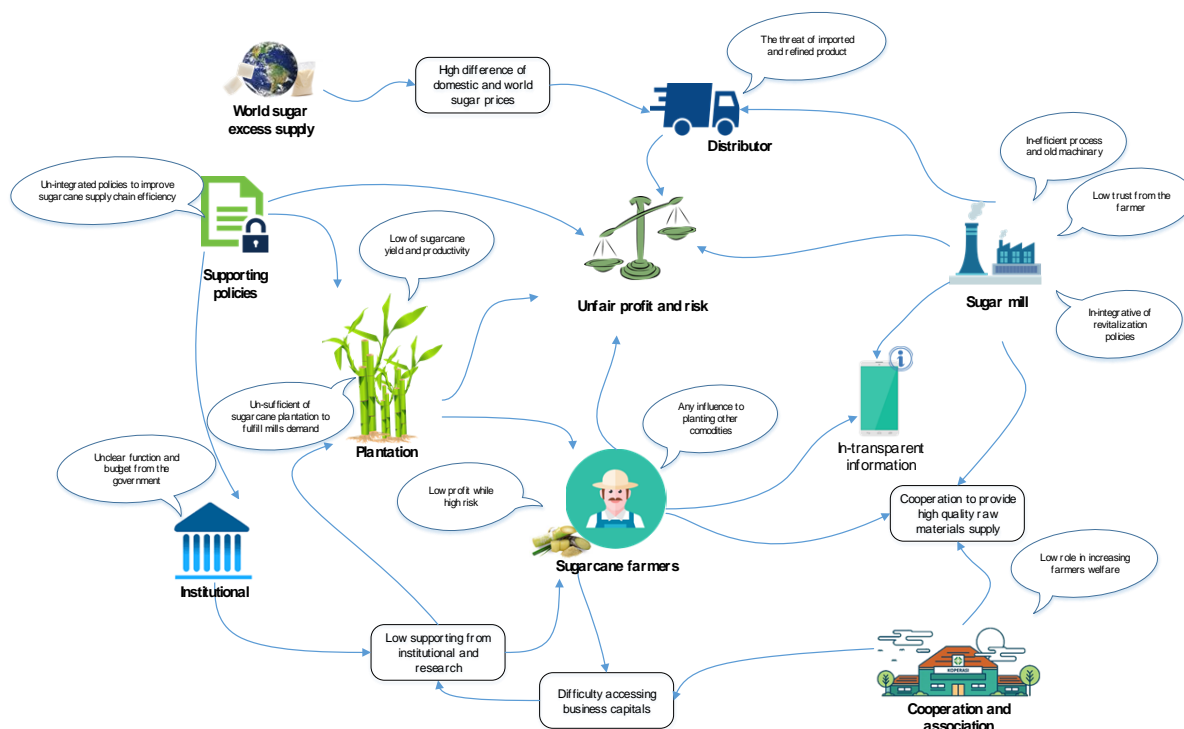 The threat of imported
and refined product
High difference of
domestic and world
sugar prices
World sugar
excess supply
Distributor
In-efficient process
and old machinary
Un-integrated policies to improve
sugarcane supply chain efficiency
Low trust from the
farmer
Low of sugarcane
yield and productivity
Supporting
policies
Unfair profit and risk
Sugar mill
In-integrative of
revitalization
policies
Un-sufficient of
sugarcane plantation to
fulfill mills demand
Any influence to
planting other
comodities
Plantation
In-transparent
information
Unclear function and
budget from the
government
Low profit while
high risk
Cooperation to provide
high quality raw
materials supply
Sugarcane farmers
Low role in increasing
farmers welfare
Institutional
Low supporting from
institutional and
research
KOPERASI
Difficulty accessing
business capitals
Cooperation and
association